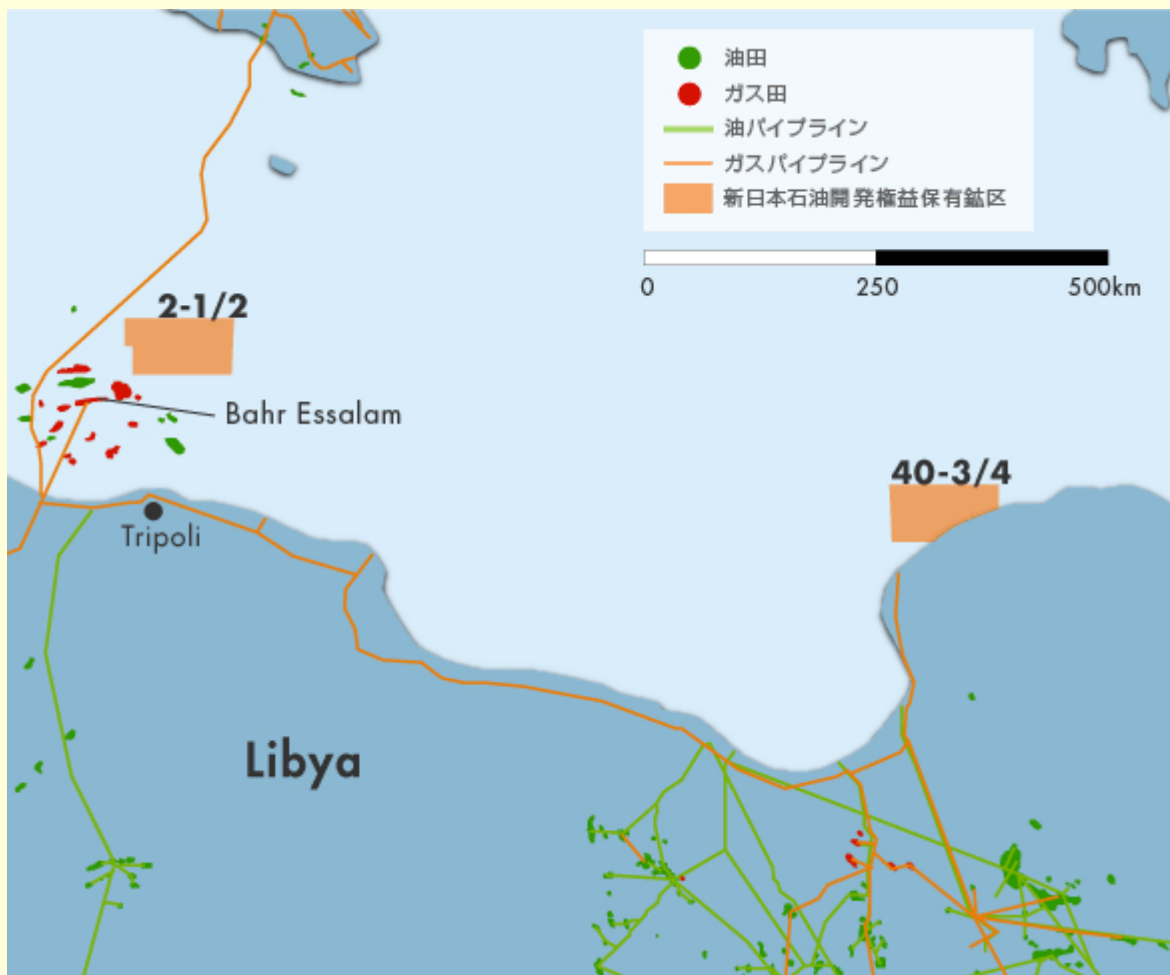 油田
ガス田
油パイプライン
ガスパイプライン
新日本石油開発権益保有鉱区
0 250 500km
2-1/2
Bahr Essalam
40-3/4
Tripoli
Libya